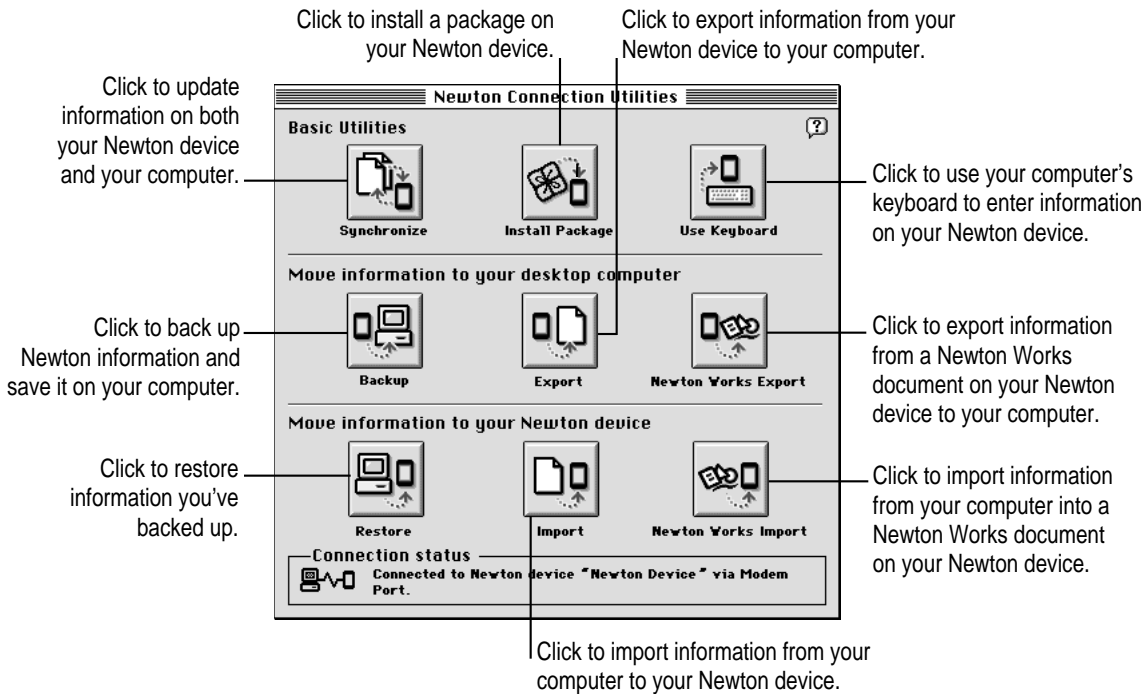 Click to install a package on
your Newton device.
Click to export information from your
Newton device to your computer.
Click to update
information on both
your Newton device
and your computer.
Newton Connection Utilities
Basic Utilities
?
Synchronize
Install Package
Use Keyboard
Click to use your computer's
keyboard to enter information
on your Newton device.
Move information to your desktop computer
Click to back up
Newton information and
save it on your computer.
Backup
Export
Newton Works Export
Click to export information
from a Newton Works
document on your Newton
device to your computer.
Move information to your Newton device
Click to restore
information you've
backed up.
Restore
Import
Newton Works Import
Click to import information
from your computer into a
Newton Works document
on your Newton device.
Connection status
Connected to Newton device "Newton Device" via Modem
Port.
Click to import information from your
computer to your Newton device.